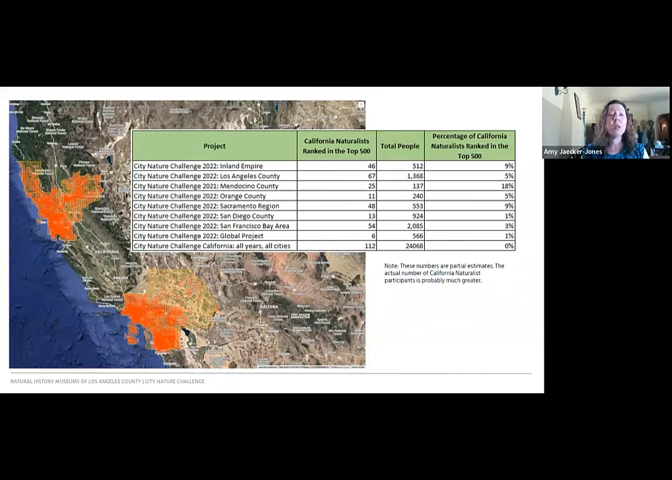 Project California Naturalists Ranked in the Top 500 Total People Percentage of California Naturalists Ranked in the Top 500
City Nature Challenge 2022: Inland Empire 46 512 9%
City Nature Challenge 2022: Los Angeles County 67 1,368 5%
City Nature Challenge 2021: Mendocino County 25 137 18%
City Nature Challenge 2022: Orange County 11 240 5%
City Nature Challenge 2022: Sacramento Region 48 553 9%
City Nature Challenge 2022: San Diego County 13 924 1%
City Nature Challenge 2022: San Francisco Bay Area 54 2,085 3%
City Nature Challenge 2022: Global Project 6 566 1%
City Nature Challenge California: all years, all cities 112 24068 0%
Note: These numbers are partial estimates. The
actual number of California Naturalist
participants is probably much greater.
CALIFORNIA
ARIZONA
NATURAL HISTORY MUSEUMS OF LOS ANGELES COUNTY | CITY NATURE CHALLENGE
Amy Jaecker-Jones